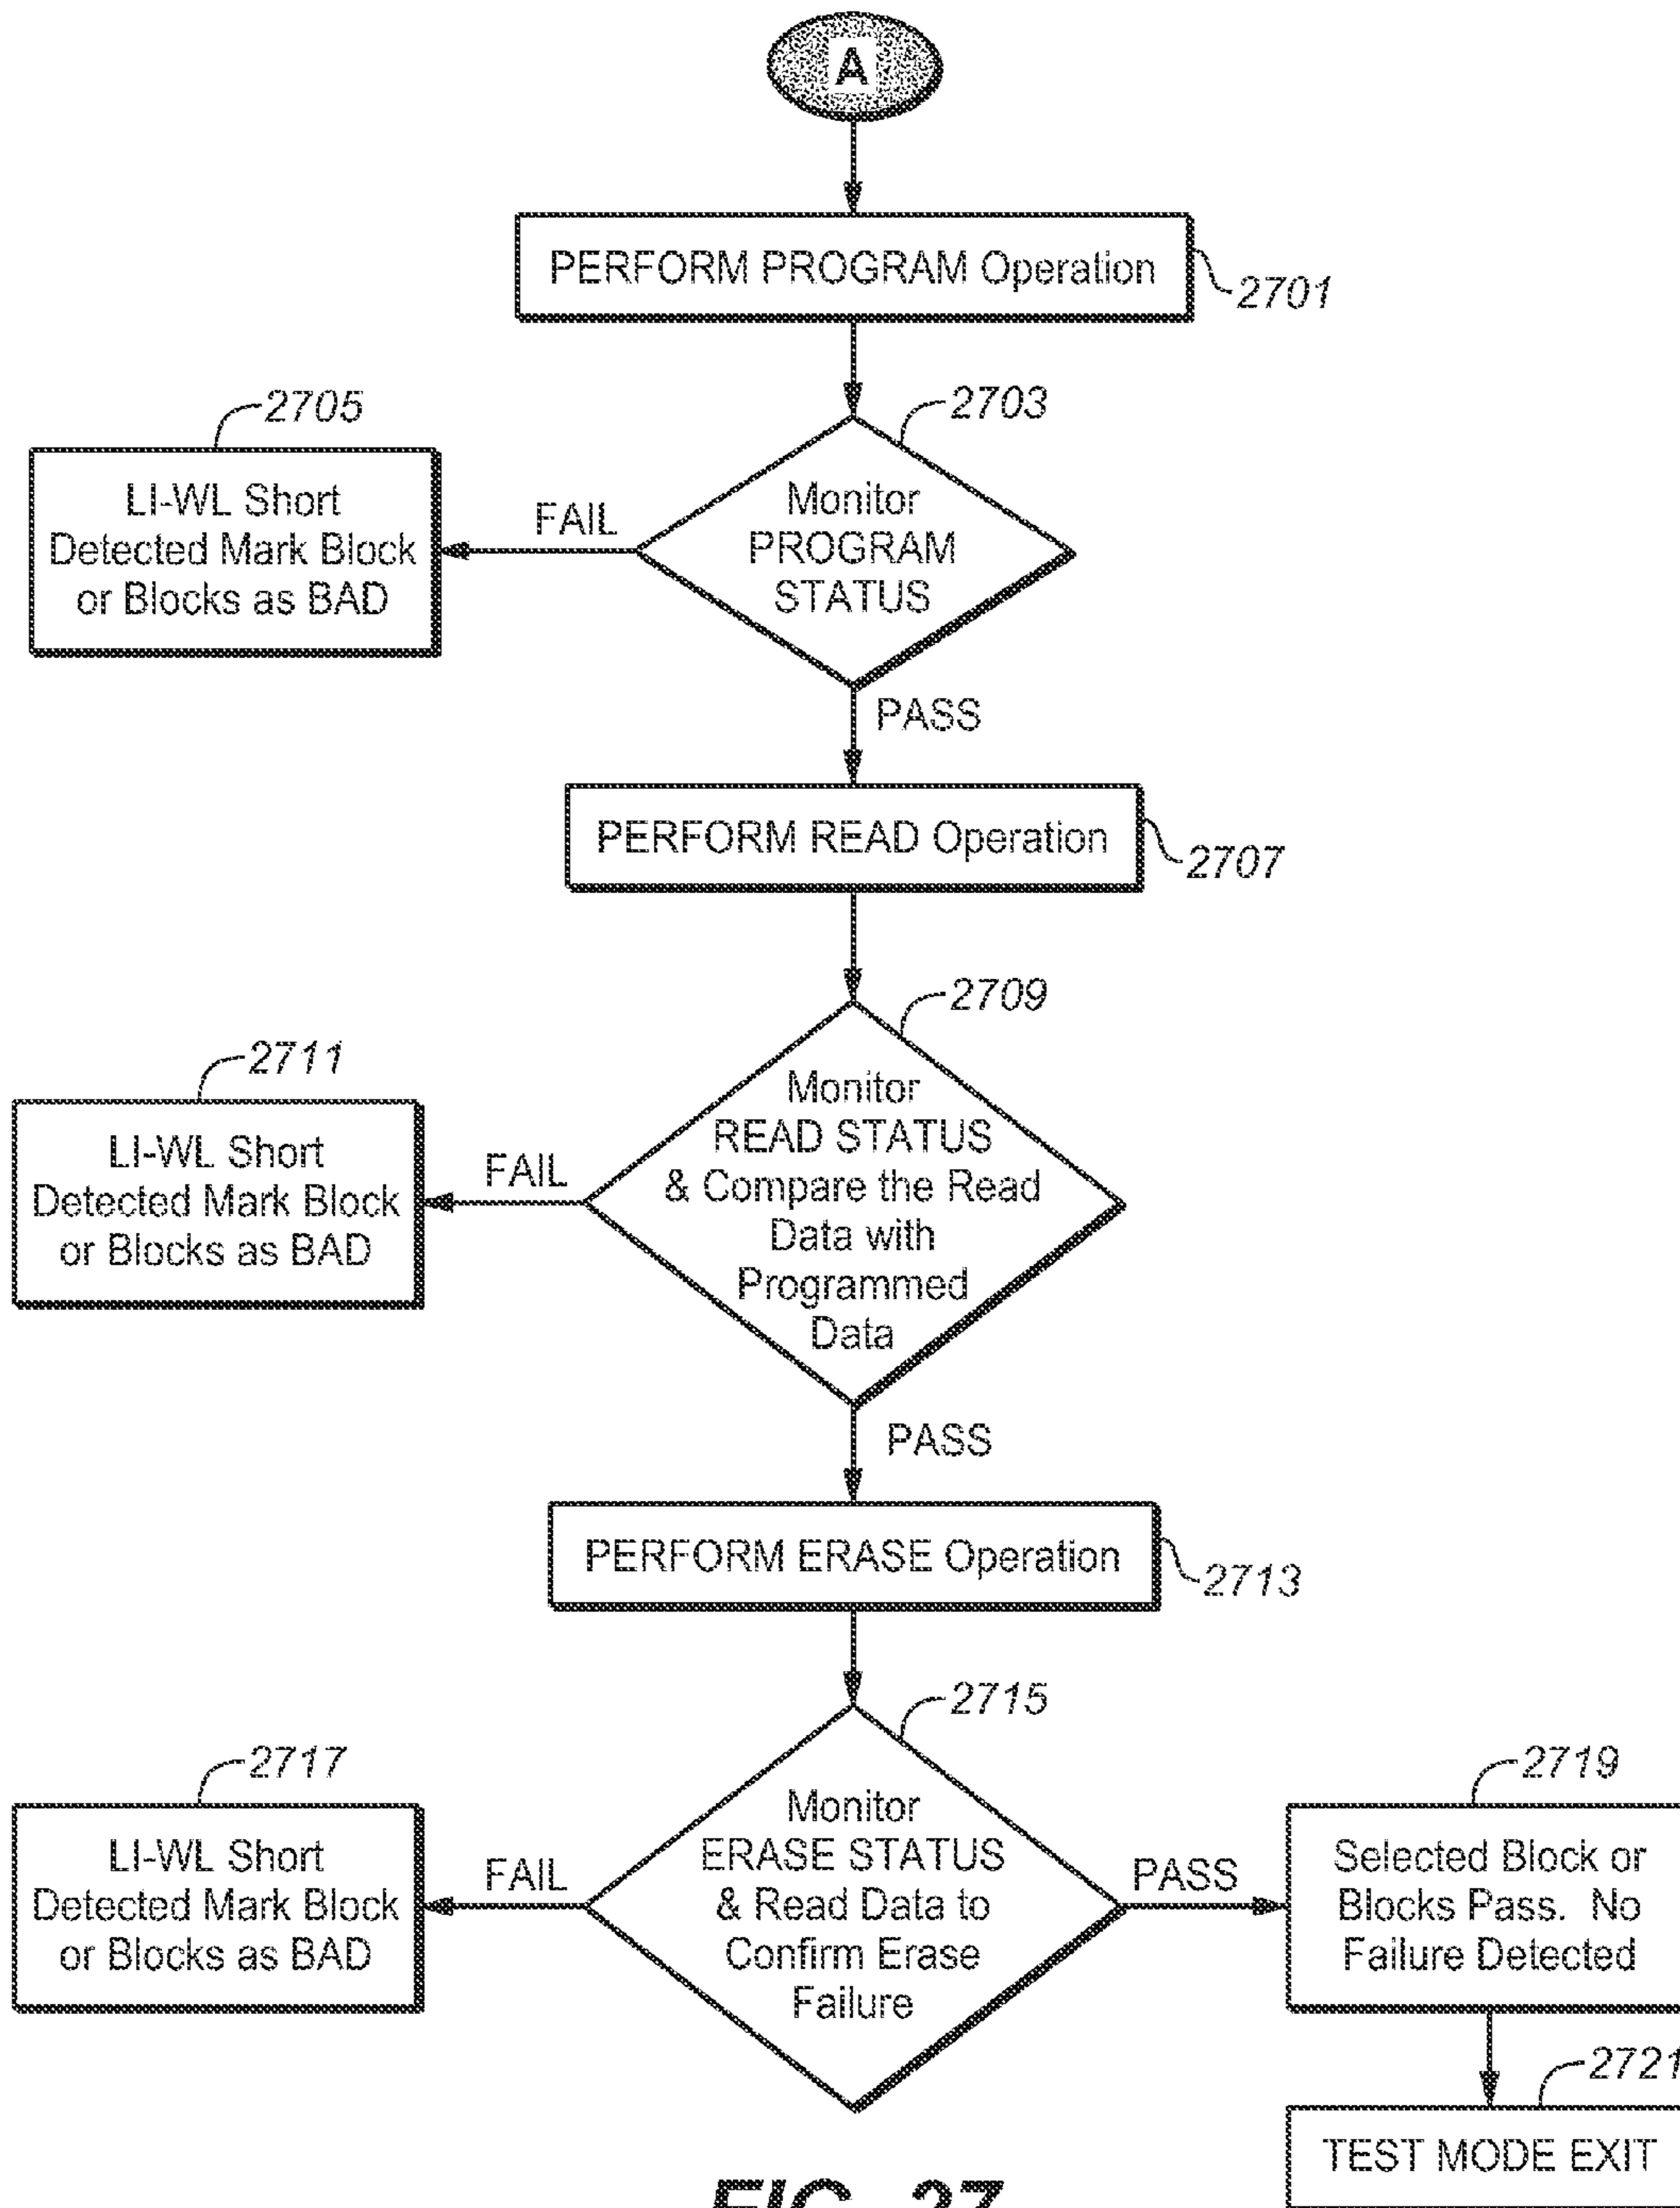 A
PERFORM PROGRAM Operation
2701
2703
2705
Monitor
PROGRAM
STATUS
FAIL
LI-WL Short
Detected Mark Block
or Blocks as BAD
PASS
PERFORM READ Operation
2707
2709
2711
Monitor
READ STATUS
& Compare the Read
Data with
Programmed
Data
FAIL
LI-WL Short
Detected Mark Block
or Blocks as BAD
PASS
PERFORM ERASE Operation
2713
2715
2717
Monitor
ERASE STATUS
& Read Data to
Confirm Erase
Failure
FAIL
LI-WL Short
Detected Mark Block
or Blocks as BAD
PASS
2719
Selected Block or
Blocks Pass. No
Failure Detected
2721
TEST MODE EXIT
FIG. 27